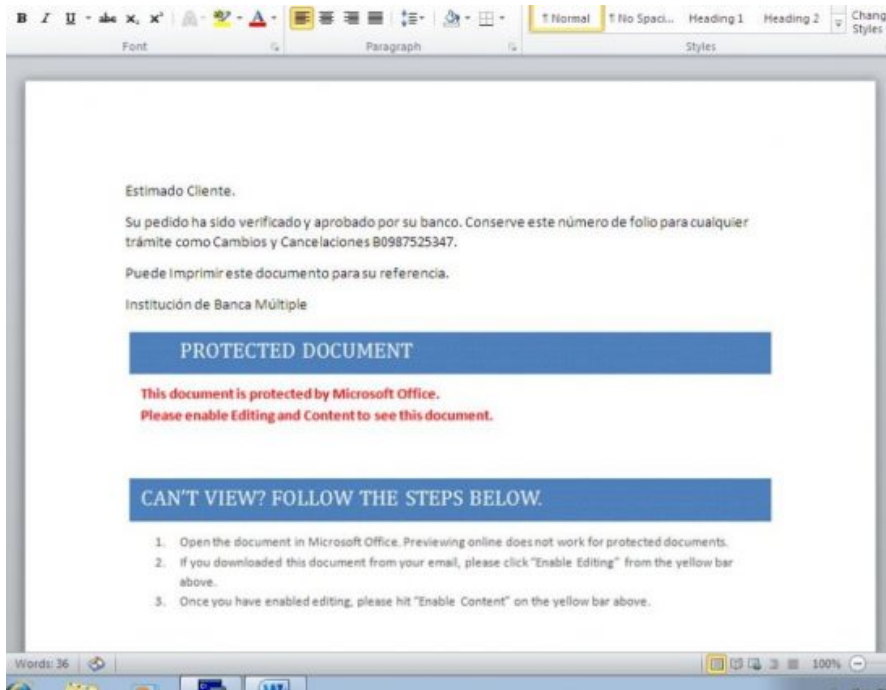 B I U abc x, x² A ab A
¶ Normal ¶ No Spaci... Heading 1 Heading 2 Chang
Styles
Font Paragraph Styles
Estimado Cliente.
Su pedido ha sido verificado y aprobado por su banco. Conserve este número de folio para cualquier
trámite como Cambios y Cancelaciones B0987525347.
Puede Imprimir este documento para su referencia.
Institución de Banca Múltiple
PROTECTED DOCUMENT
This document is protected by Microsoft Office.
Please enable Editing and Content to see this document.
CAN'T VIEW? FOLLOW THE STEPS BELOW.
1. Open the document in Microsoft Office. Previewing online does not work for protected documents.
2. If you downloaded this document from your email, please click "Enable Editing" from the yellow bar
above.
3. Once you have enabled editing, please hit "Enable Content" on the yellow bar above.
Words: 36 100%